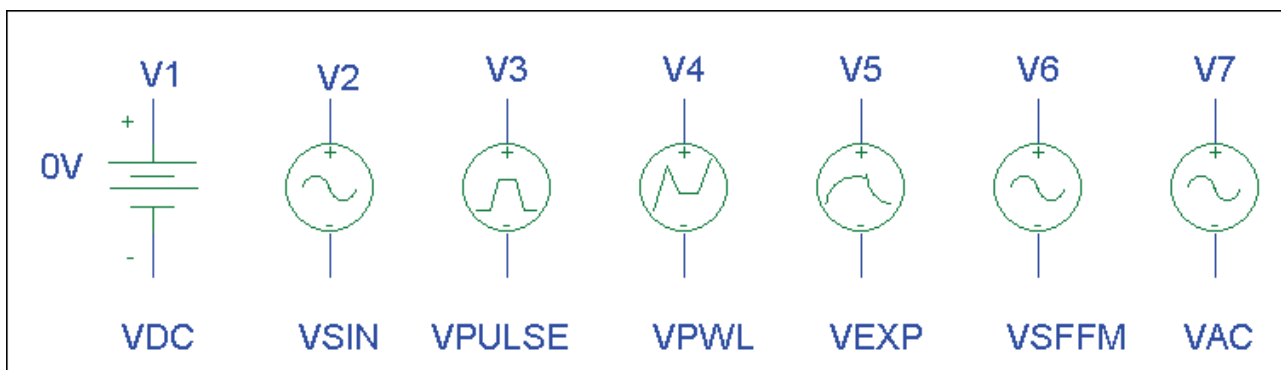 V1 V2 V3 V4 V5 V6 V7
+ + + + + + +
0V
- - - - - - -
VDC VSIN VPULSE VPWL VEXP VSFFM VAC